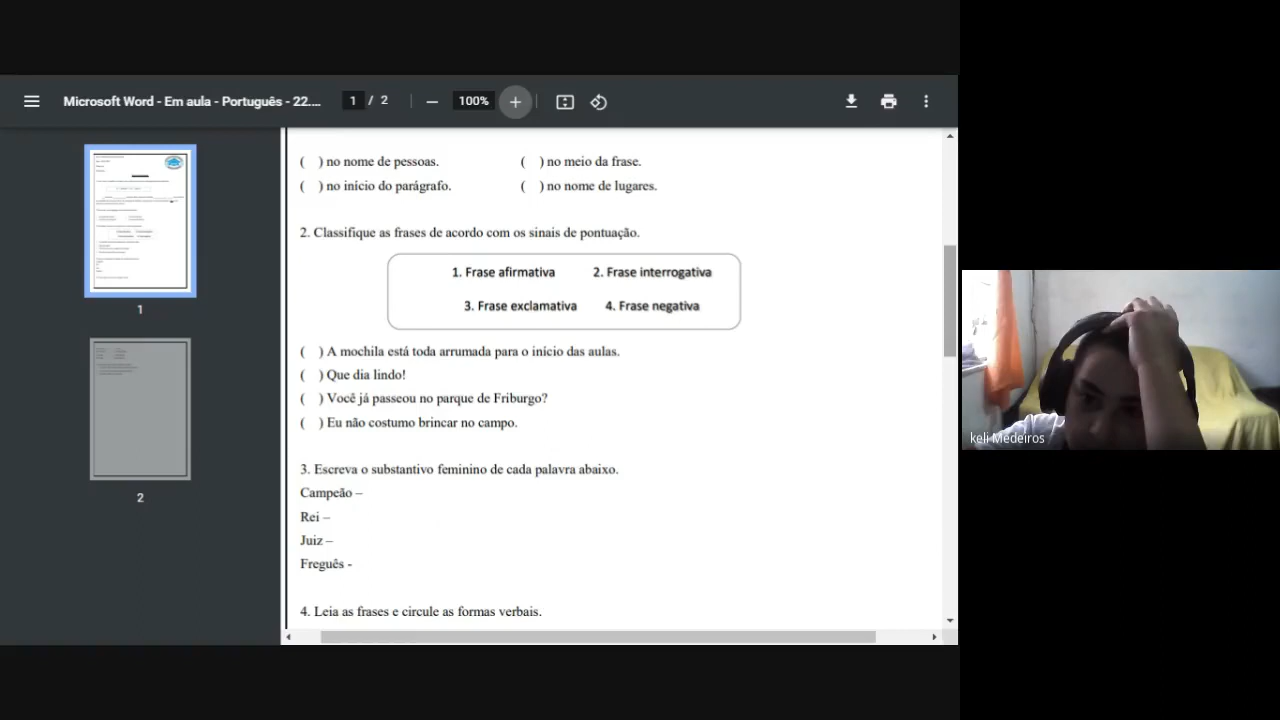 Microsoft Word - Em aula - Português - 22....
1 / 2
100%
( ) no nome de pessoas. ( ) no meio da frase.
( ) no início do parágrafo. ( ) no nome de lugares.
2. Classifique as frases de acordo com os sinais de pontuação.
1. Frase afirmativa 2. Frase interrogativa
3. Frase exclamativa 4. Frase negativa
( ) A mochila está toda arrumada para o início das aulas.
( ) Que dia lindo!
( ) Você já passeou no parque de Friburgo?
( ) Eu não costumo brincar no campo.
3. Escreva o substantivo feminino de cada palavra abaixo.
Campeão –
Rei –
Juiz –
Freguês -
4. Leia as frases e circule as formas verbais.
1
2
keli Medeiros